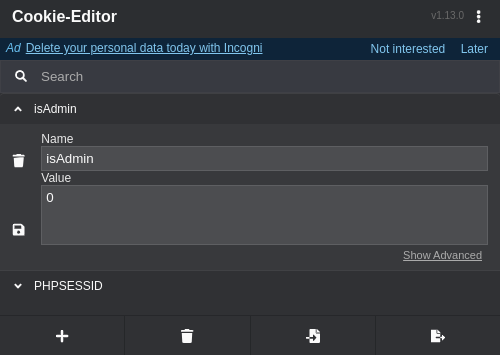 Cookie-Editor v1.13.0
Ad Delete your personal data today with Incogni Not interested Later
Search
isAdmin
Name
isAdmin
Value
0
Show Advanced
PHPSESSID